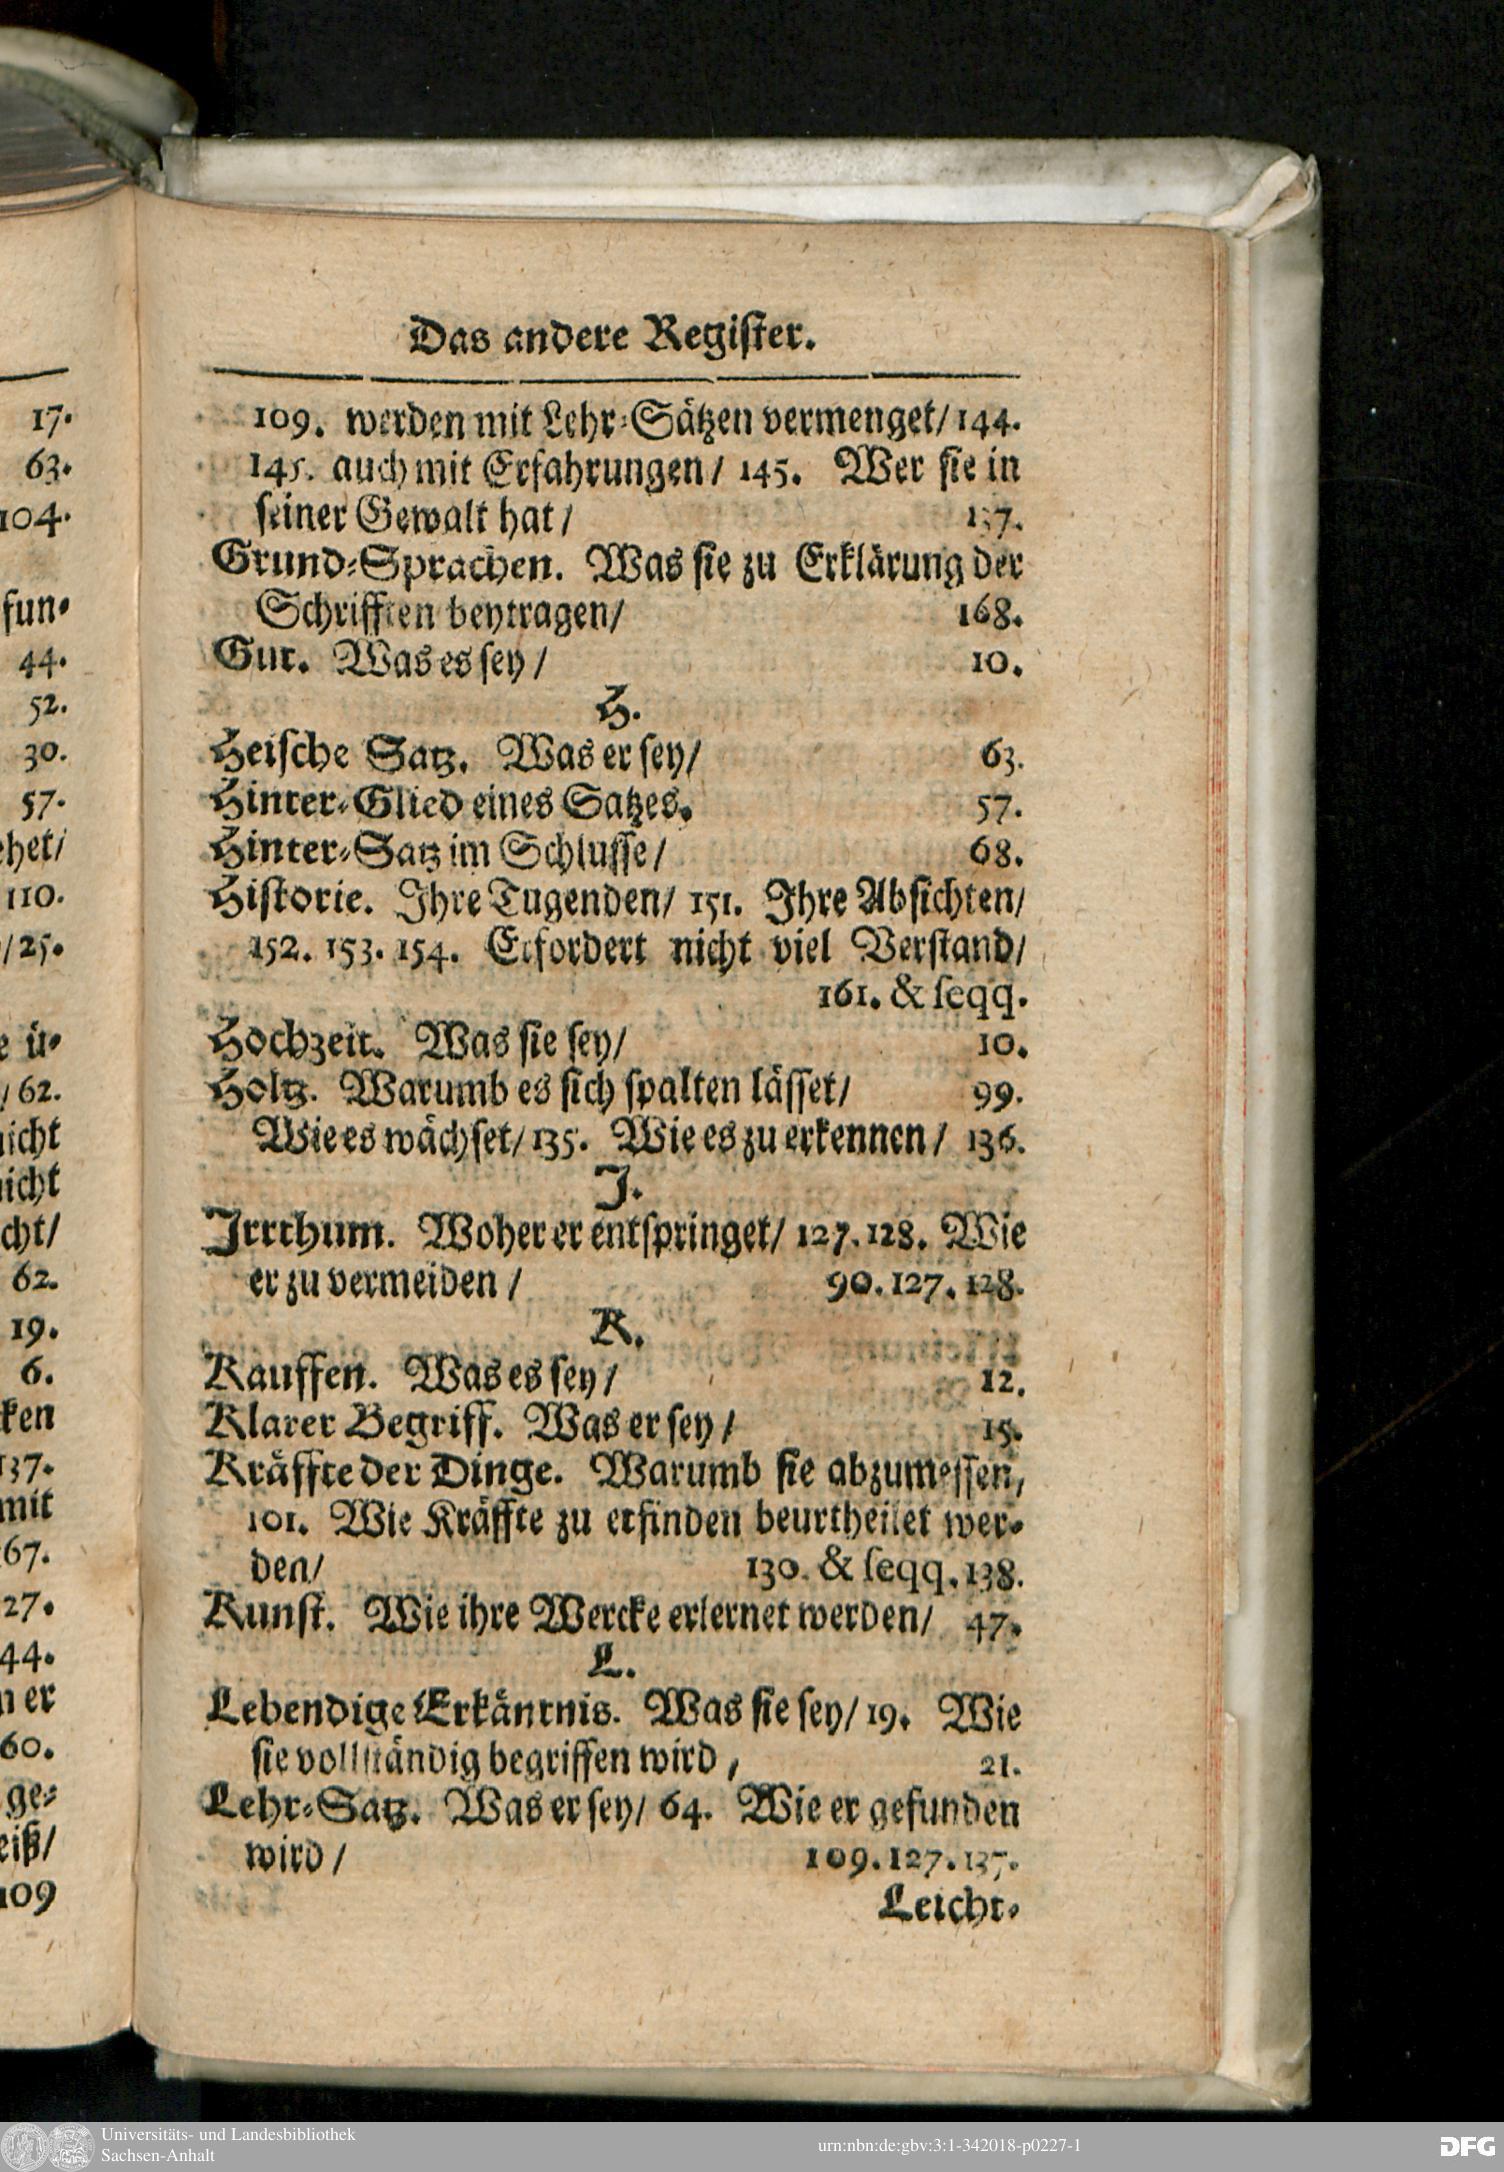 Das andere Register.
109. werden mit Lehr-Sätzen vermenget/ 144.
145. auch mit Erfahrungen/ 145. Wer sie in
seiner Gewalt hat/ 137.
Grund-Sprachen. Was sie zu Erklärung der
Schrifften beytragen/ 168.
Gut. Was es sey/ 10.
H.
Heische Satz. Was er sey/ 63.
Hinter-Glied eines Satzes. 57.
Hinter-Satz im Schlusse/ 68.
Historie. Ihre Tugenden/ 151. Ihre Absichten/
152. 153. 154. Erfordert nicht viel Verstand/
161. & seqq.
Hochzeit. Was sie sey/ 10.
Holtz. Warumb es sich spalten lässet/ 99.
Wie es wächset/ 135. Wie es zu erkennen/ 136.
J.
Irrthum. Woher er entspringet/ 127. 128. Wie
er zu vermeiden/ 90. 127. 128.
K.
Kauffen. Was es sey/ 12.
Klarer Begriff. Was er sey/ 15.
Kräffte der Dinge. Warumb sie abzumessen,
101. Wie Kräffte zu erfinden beurtheilet wer-
den/ 130. & seqq. 138.
Kunst. Wie ihre Wercke erlernet werden/ 47.
L.
Lebendige Erkäntnis. Was sie sey/ 19. Wie
sie vollständig begriffen wird, 21.
Lehr-Satz. Was er sey/ 64. Wie er gefunden
wird/ 109. 127. 137.
Leicht-
17.
63.
104.
fun-
44.
52.
30.
57.
ehet/
110.
/25.
e ü-
/62.
nicht
nicht
cht/
62.
19.
6.
cken
137.
mit
67.
27.
44.
n er
60.
ge-
eiß/
109
Universitäts- und Landesbibliothek
Sachsen-Anhalt
urn:nbn:de:gbv:3:1-342018-p0227-1
DFG